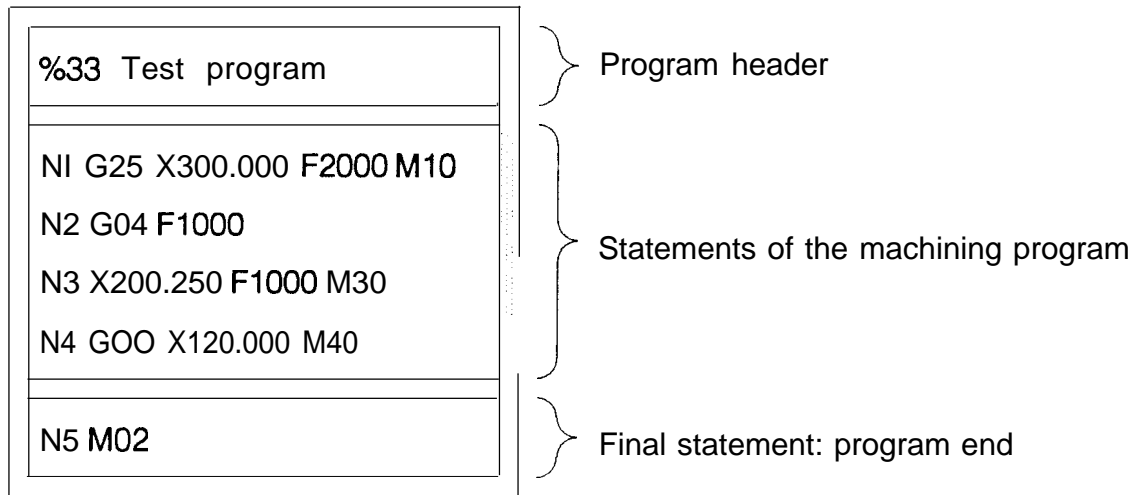 %33 Test program
Program header
NI G25 X300.000 F2000 M10
N2 G04 F1000
N3 X200.250 F1000 M30
N4 GOO X120.000 M40
Statements of the machining program
N5 M02
Final statement: program end